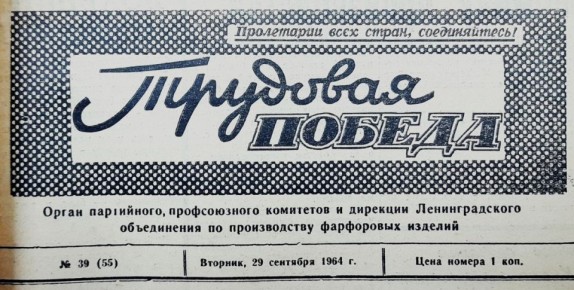 Пролетарии всех стран, соединяйтесь!
Трудовая
ПОБЕДА
Орган партийного, профсоюзного комитетов и дирекции Ленинградского
объединения по производству фарфоровых изделий
№ 39 (55)
Вторник, 29 сентября 1964 г.
Цена номера 1 коп.